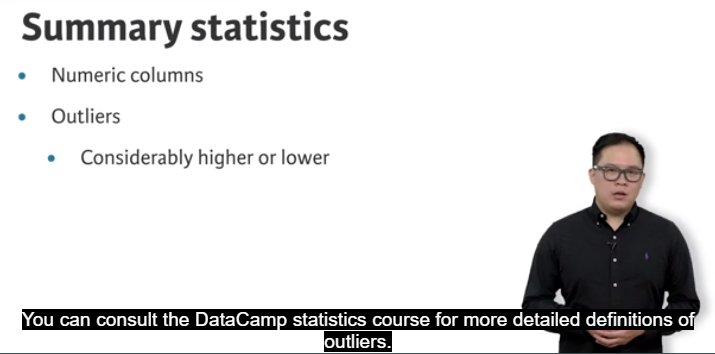 Summary statistics
Numeric columns
Outliers
Considerably higher or lower
You can consult the DataCamp statistics course for more detailed definitions of
outliers.